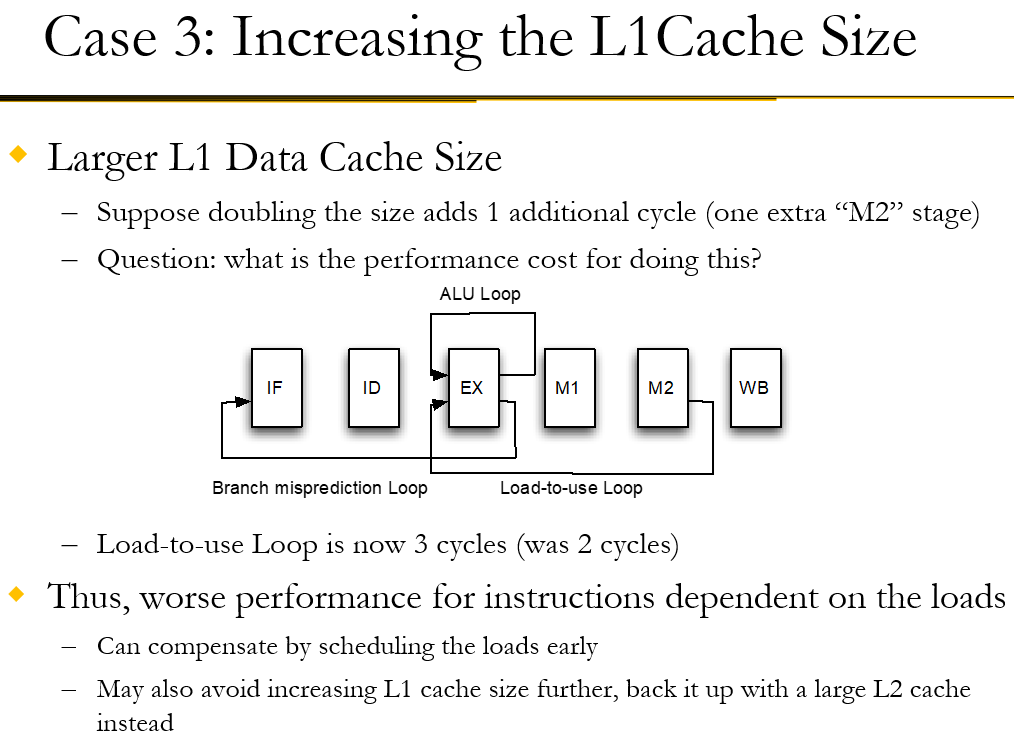 Case 3: Increasing the L1Cache Size
Larger L1 Data Cache Size
– Suppose doubling the size adds 1 additional cycle (one extra “M2” stage)
– Question: what is the performance cost for doing this?
ALU Loop
IF ID EX M1 M2 WB
Branch misprediction Loop Load-to-use Loop
– Load-to-use Loop is now 3 cycles (was 2 cycles)
Thus, worse performance for instructions dependent on the loads
– Can compensate by scheduling the loads early
– May also avoid increasing L1 cache size further, back it up with a large L2 cache
instead